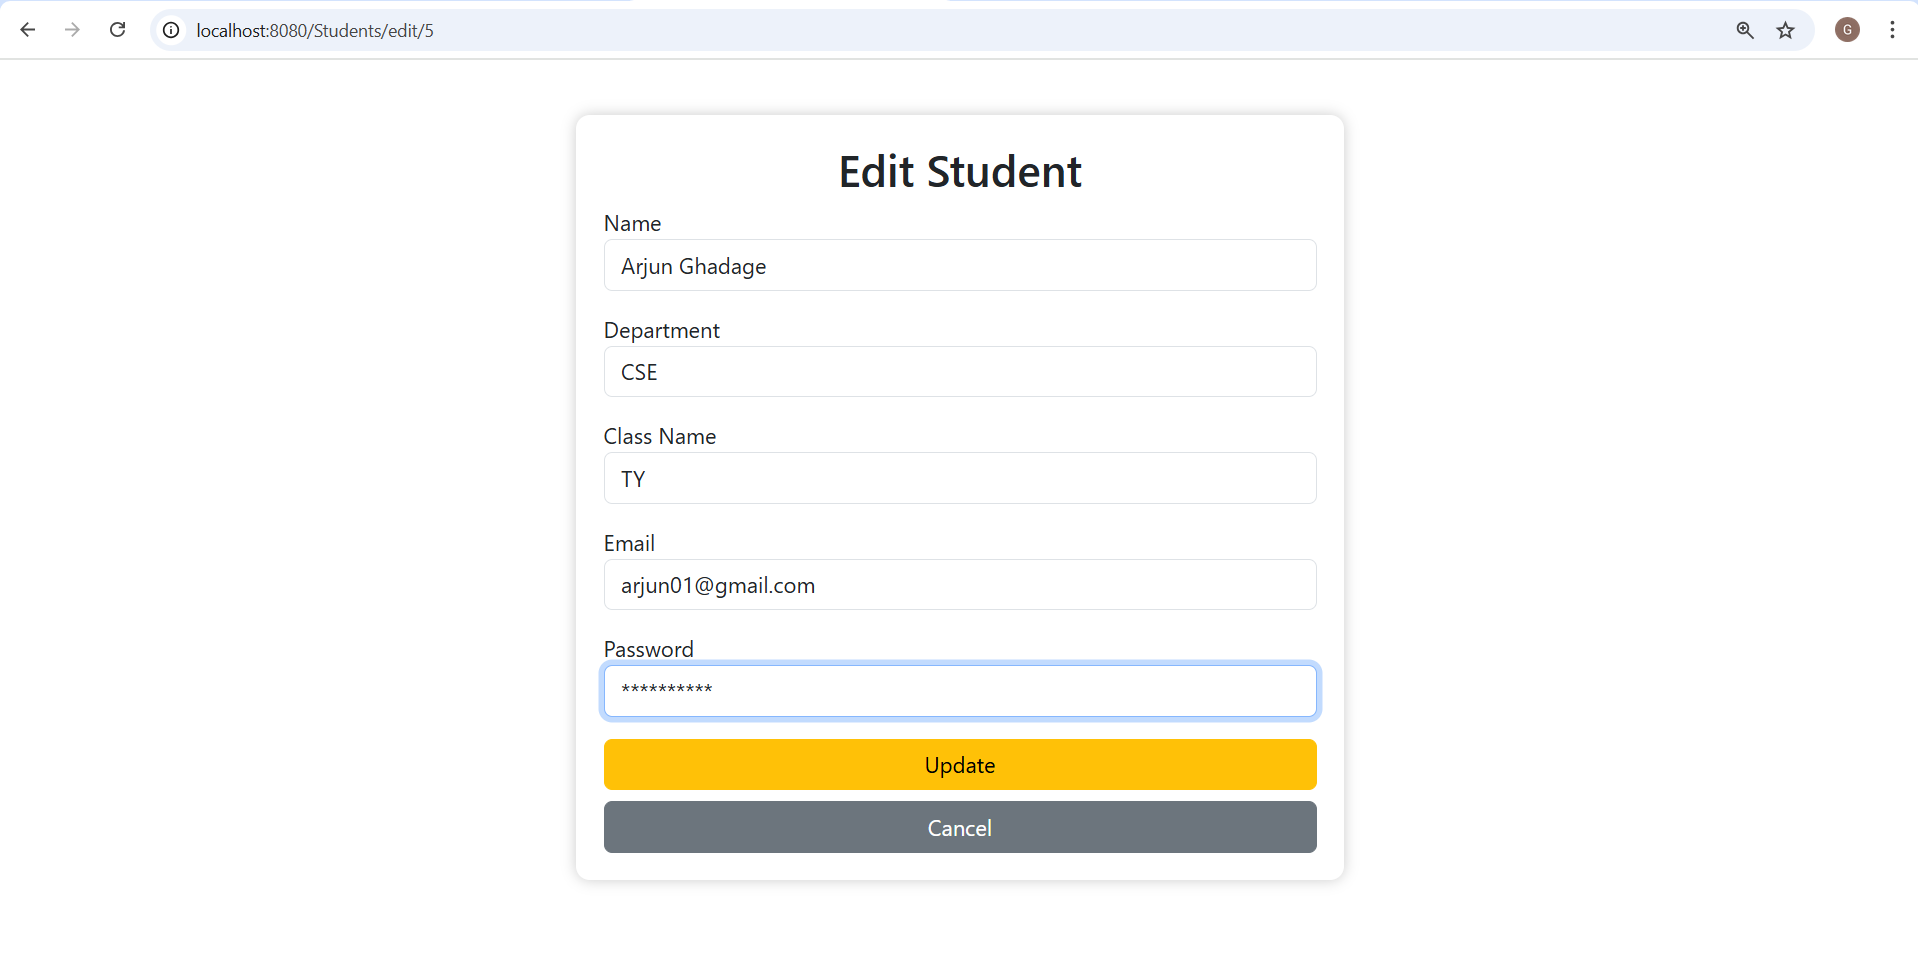 localhost:8080/Students/edit/5
G
Edit Student
Name
Arjun Ghadage
Department
CSE
Class Name
TY
Email
arjun01@gmail.com
Password
**********
Update
Cancel